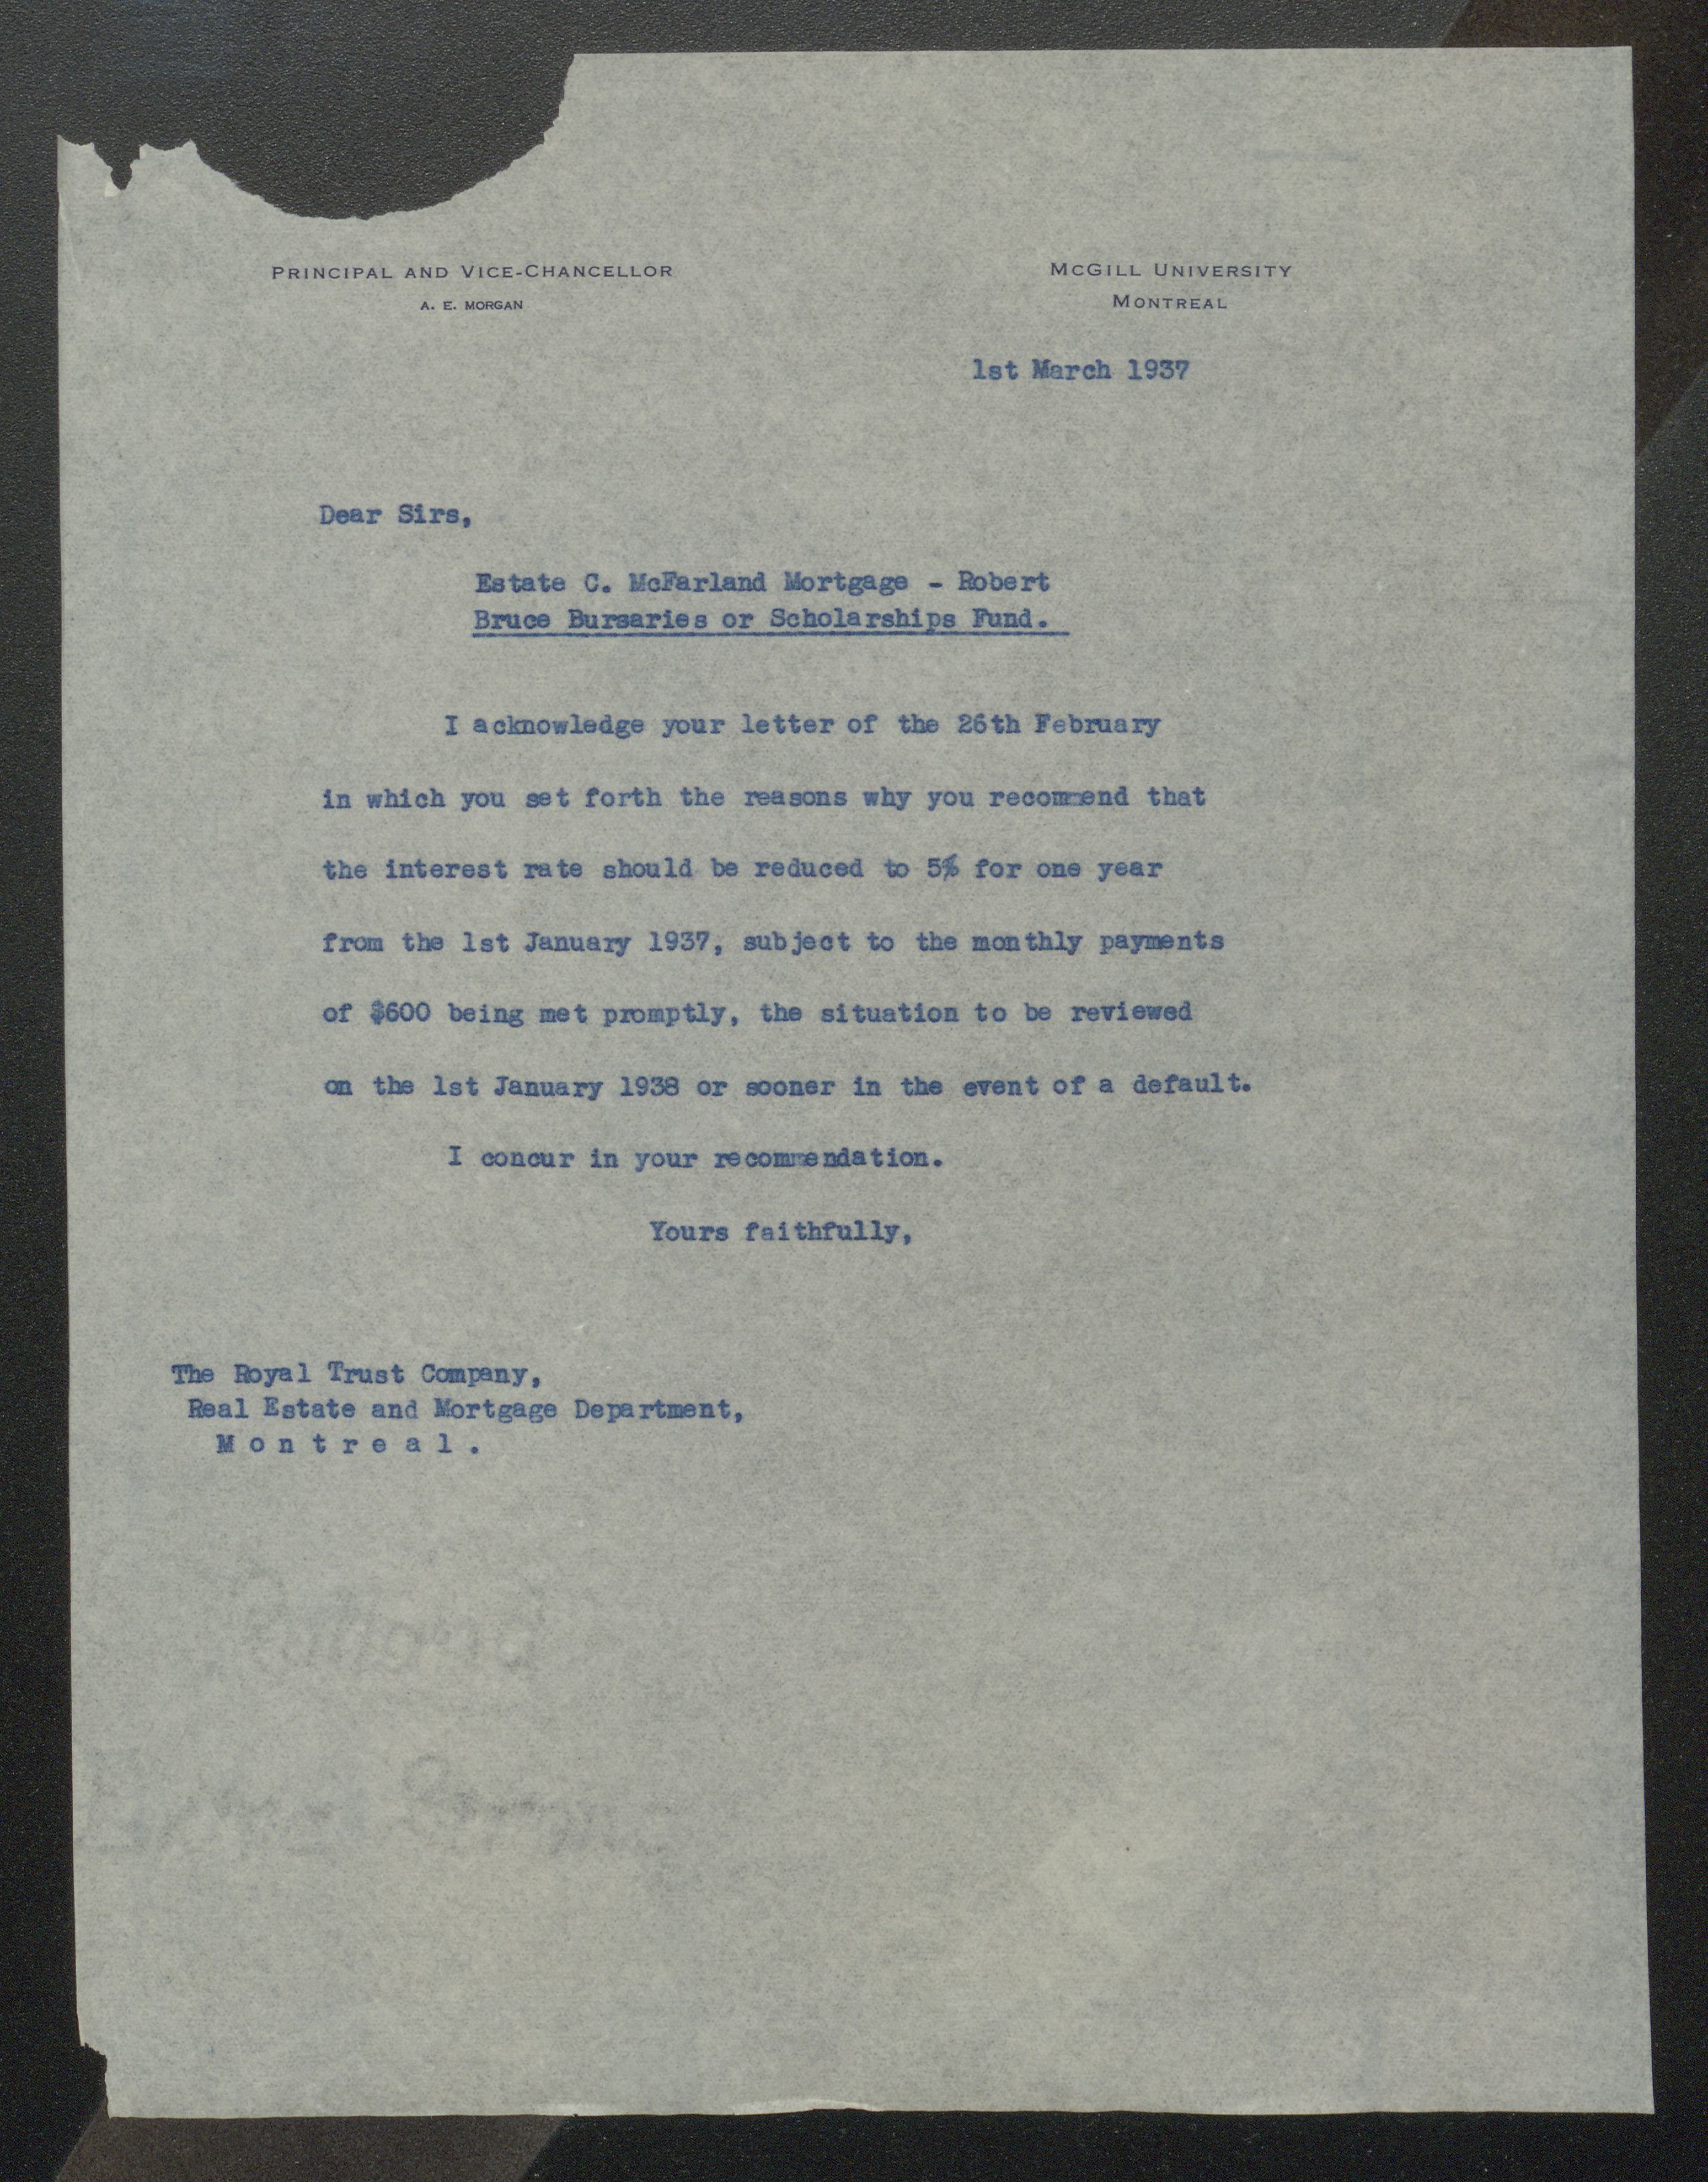 PRINCIPAL AND VICE-CHANCELLOR
A. E. MORGAN
MCGILL UNIVERSITY
MONTREAL
1st March 1937
Dear Sirs,
Estate C. McFarland Mortgage - Robert
Bruce Bursaries or Scholarships Fund.
I acknowledge your letter of the 26th February
in which you set forth the reasons why you recommend that
the interest rate should be reduced to 5% for one year
from the 1st January 1937, subject to the monthly payments
of $600 being met promptly, the situation to be reviewed
on the 1st January 1938 or sooner in the event of a default.
I concur in your recommendation.
Yours faithfully,
The Royal Trust Company,
Real Estate and Mortgage Department,
M o n t r e a l .